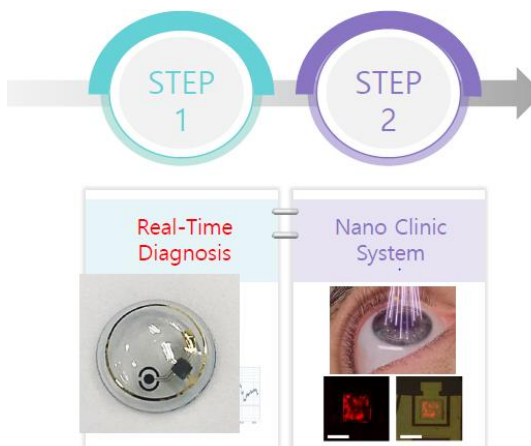 STEP
1
STEP
2
Real-Time
Diagnosis
Nano Clinic
System